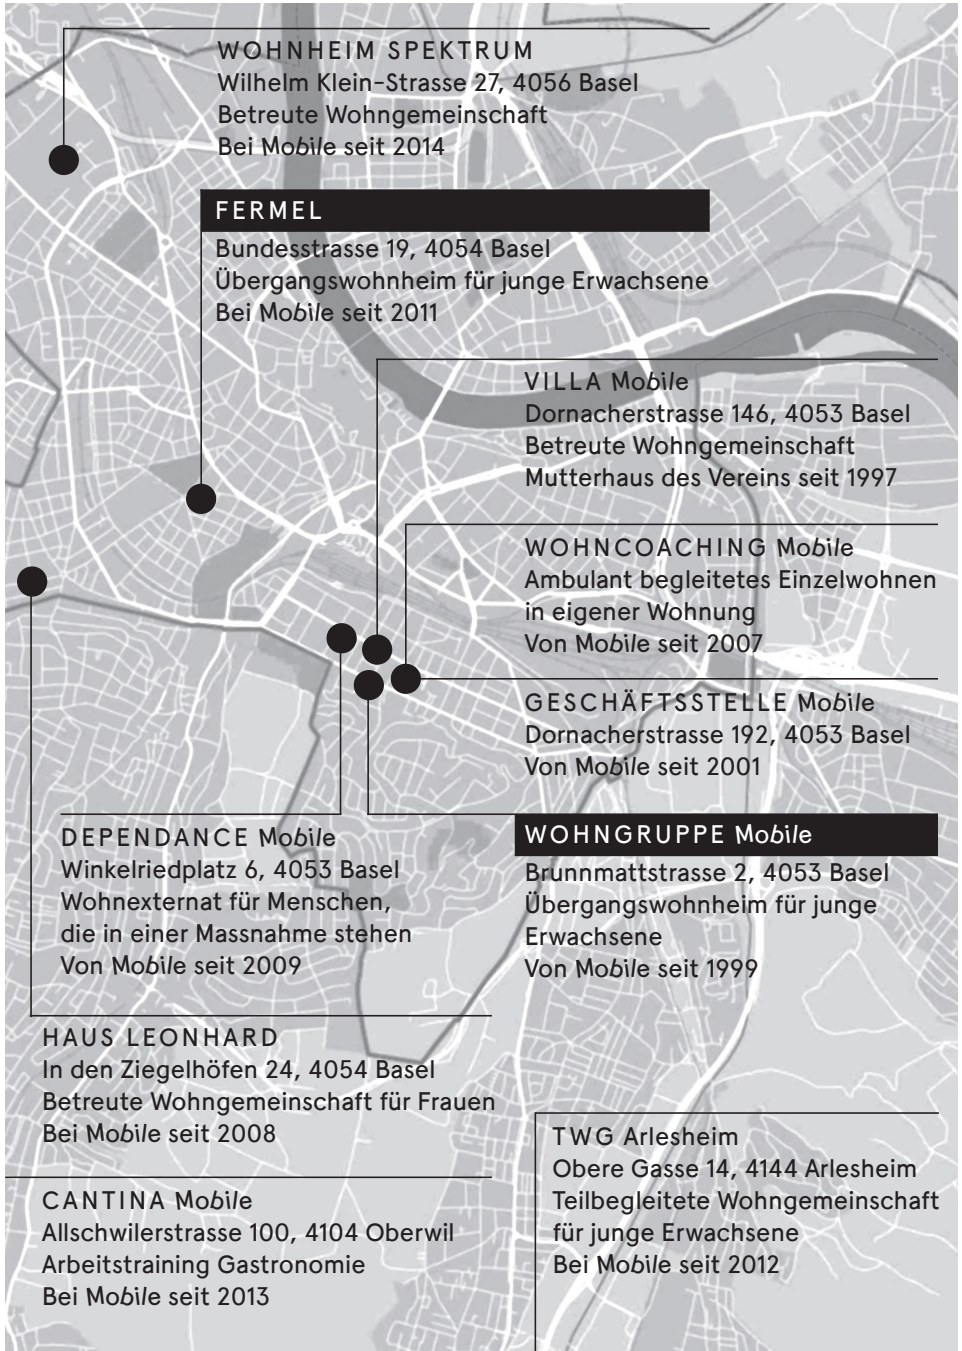 WOHNHEIM SPEKTRUM
Wilhelm Klein-Strasse 27, 4056 Basel
Betreute Wohngemeinschaft
Bei Mobile seit 2014
FERMEL
Bundesstrasse 19, 4054 Basel
Übergangswohnheim für junge Erwachsene
Bei Mobile seit 2011
VILLA Mobile
Dornacherstrasse 146, 4053 Basel
Betreute Wohngemeinschaft
Mutterhaus des Vereins seit 1997
WOHNCOACHING Mobile
Ambulant begleitetes Einzelwohnen
in eigener Wohnung
Von Mobile seit 2007
GESCHÄFTSSTELLE Mobile
Dornacherstrasse 192, 4053 Basel
Von Mobile seit 2001
DEPENDANCE Mobile
Winkelriedplatz 6, 4053 Basel
Wohnexternat für Menschen,
die in einer Massnahme stehen
Von Mobile seit 2009
WOHNGRUPPE Mobile
Brunnmattstrasse 2, 4053 Basel
Übergangswohnheim für junge
Erwachsene
Von Mobile seit 1999
HAUS LEONHARD
In den Ziegelhöfen 24, 4054 Basel
Betreute Wohngemeinschaft für Frauen
Bei Mobile seit 2008
CANTINA Mobile
Allschwilerstrasse 100, 4104 Oberwil
Arbeitstraining Gastronomie
Bei Mobile seit 2013
TWG Arlesheim
Obere Gasse 14, 4144 Arlesheim
Teilbegleitete Wohngemeinschaft
für junge Erwachsene
Bei Mobile seit 2012